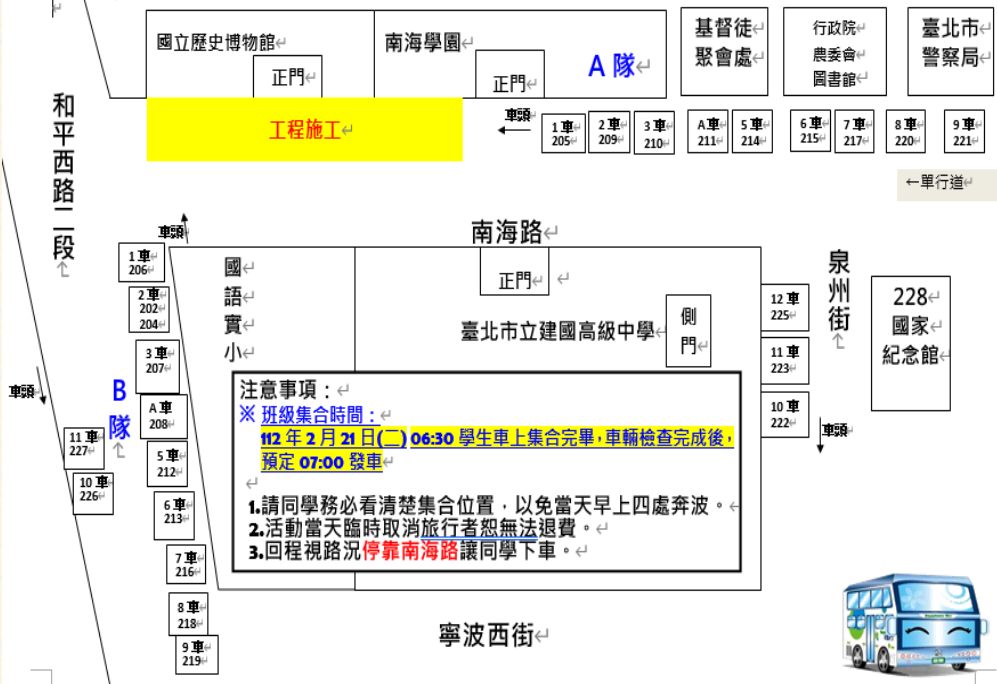 國立歷史博物館
正門
南海學園
正門
A 隊
基督徒
聚會處
行政院
農委會
圖書館
臺北市
警察局
工程施工
車頭
1 車
205
2 車
209
3 車
210
A 車
211
5 車
214
6 車
215
7 車
217
8 車
220
9 車
221
←單行道
和平西路二段
南海路
車頭
1 車
206
2 車
202
204
3 車
207
A 車
208
5 車
212
6 車
213
7 車
216
8 車
218
9 車
219
B
隊
車頭
11 車
227
10 車
226
國
語
實
小
正門
臺北市立建國高級中學
側
門
12 車
225
11 車
223
10 車
222
車頭
泉州街
228
國家
紀念館
注意事項：
※ 班級集合時間：
112 年 2 月 21 日(二) 06:30 學生車上集合完畢，車輛檢查完成後，
預定 07:00 發車
1.請同學務必看清楚集合位置，以免當天早上四處奔波。
2.活動當天臨時取消旅行者恕無法退費。
3.回程視路況停靠南海路讓同學下車。
寧波西街